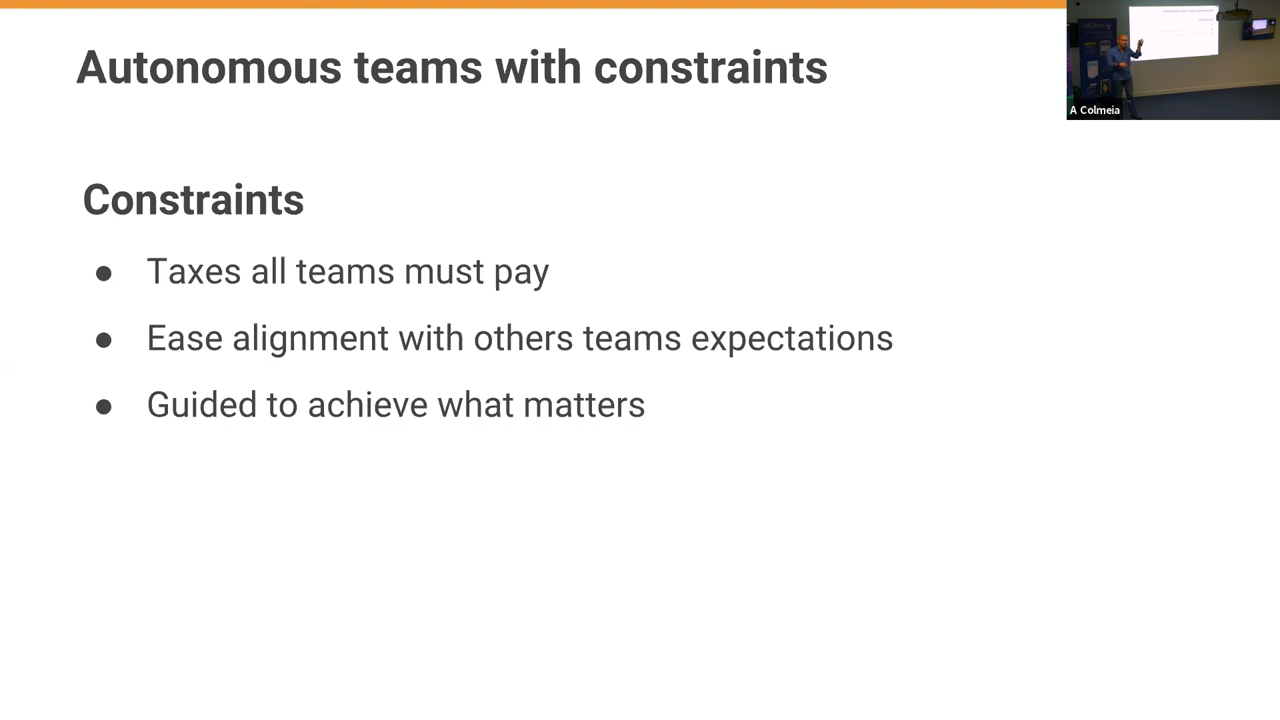 Autonomous teams with constraints
A Colmeia
Constraints
● Taxes all teams must pay
● Ease alignment with others teams expectations
● Guided to achieve what matters